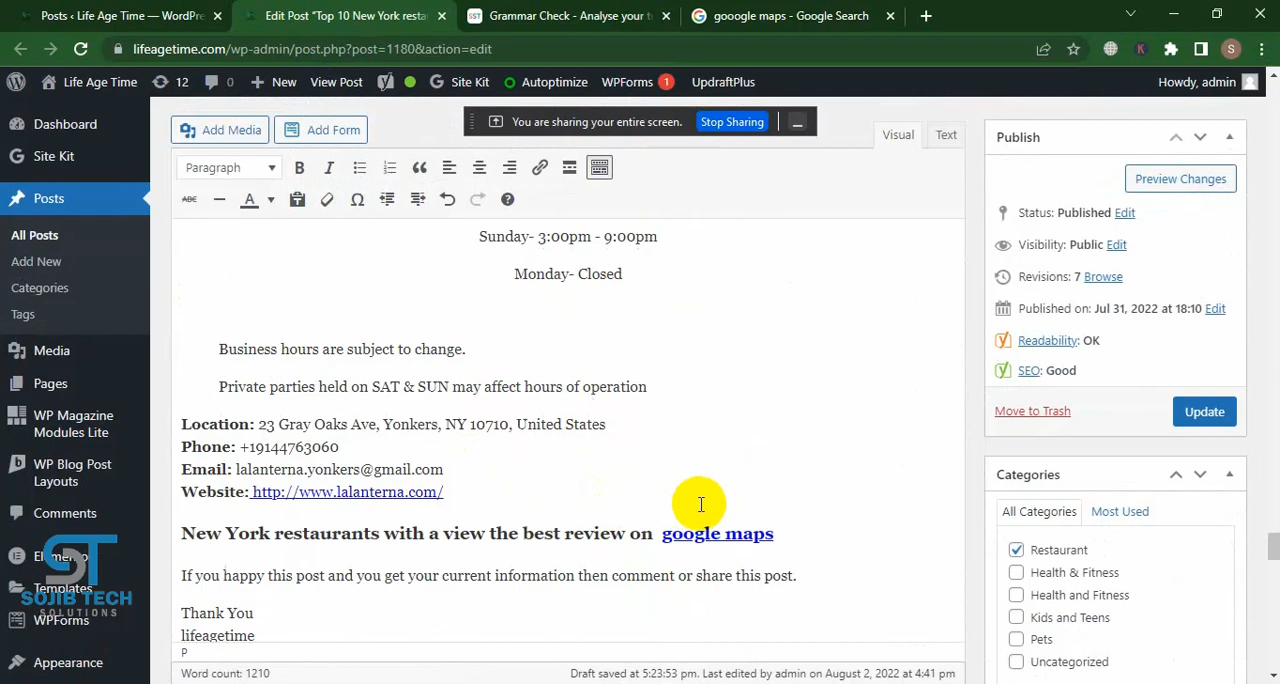 Posts ‹ Life Age Time — WordPre
Edit Post "Top 10 New York resta
Grammar Check - Analyse your t
gooogle maps - Google Search
lifeagetime.com/wp-admin/post.php?post=1180&action=edit
S
Life Age Time
12
0
New
View Post
Site Kit
Autoptimize
WPForms
1
UpdraftPlus
Howdy, admin
Dashboard
Site Kit
Posts
All Posts
Add New
Categories
Tags
Media
Pages
WP Magazine
Modules Lite
WP Blog Post
Layouts
Comments
Templates
WPForms
Appearance
SOJIB TECH
SOLUTIONS
Add Media
Add Form
You are sharing your entire screen.
Stop Sharing
Visual
Text
Paragraph
B
I
ABC
A
Sunday- 3:00pm - 9:00pm
Monday- Closed
Business hours are subject to change.
Private parties held on SAT & SUN may affect hours of operation
Location: 23 Gray Oaks Ave, Yonkers, NY 10710, United States
Phone: +19144763060
Email: lalanterna.yonkers@gmail.com
Website: http://www.lalanterna.com/
New York restaurants with a view the best review on google maps
If you happy this post and you get your current information then comment or share this post.
Thank You
lifeagetime
P
Word count: 1210
Draft saved at 5:23:53 pm. Last edited by admin on August 2, 2022 at 4:41 pm
Publish
Preview Changes
Status: Published Edit
Visibility: Public Edit
Revisions: 7 Browse
Published on: Jul 31, 2022 at 18:10 Edit
Readability: OK
SEO: Good
Move to Trash
Update
Categories
All Categories
Most Used
Restaurant
Health & Fitness
Health and Fitness
Kids and Teens
Pets
Uncategorized